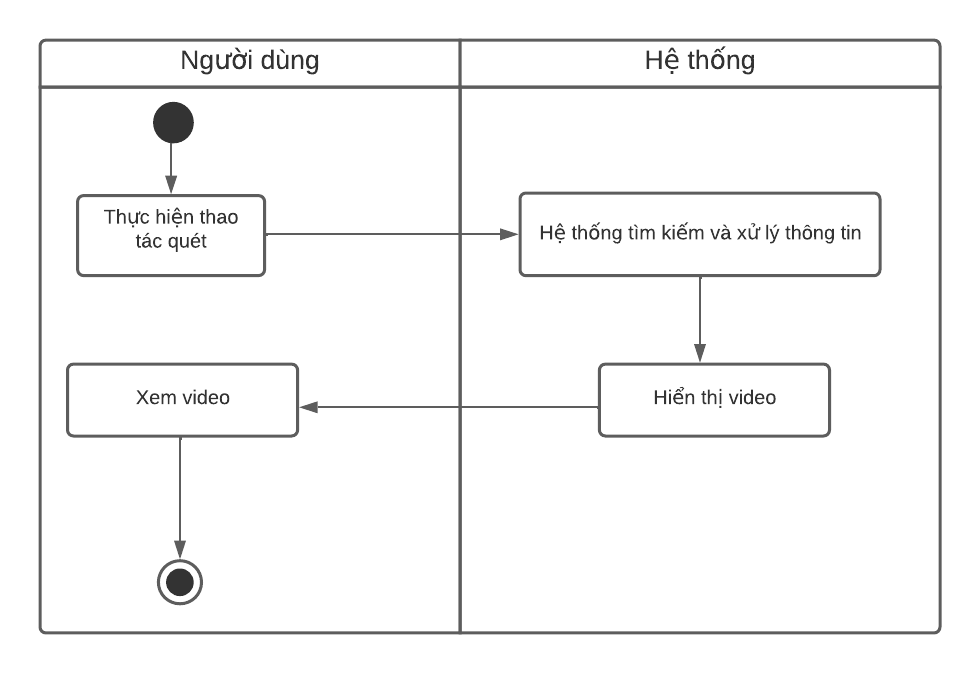 Người dùng
Hệ thống
Thực hiện thao
tác quét
Hệ thống tìm kiếm và xử lý thông tin
Xem video
Hiển thị video